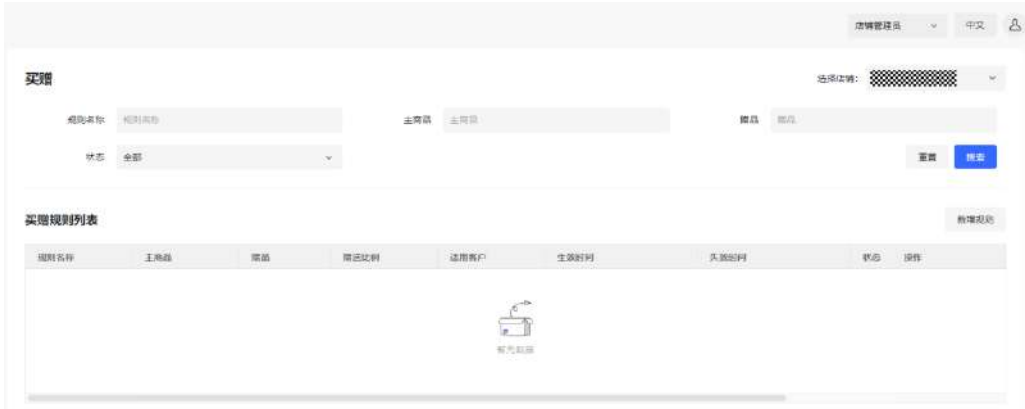 店铺管理员 中文
买赠 选择店铺:
规则名称 规则名称 主商品 主商品 赠品 赠品
状态 全部 重置 搜索
买赠规则列表 新增规则
规则名称 主商品 赠品 赠送比例 适用客户 生效时间 失效时间 状态 操作
暂无数据